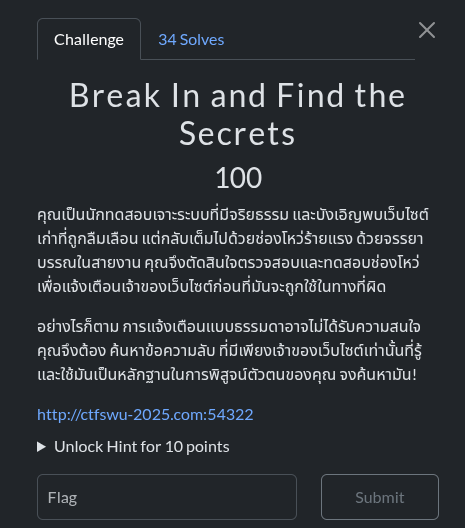 Challenge
34 Solves
Break In and Find the
Secrets
100
คุณเป็นนักทดสอบเจาะระบบที่มีจริยธรรม และบังเอิญพบเว็บไซต์
เก่าที่ถูกลืมเลือน แต่กลับเต็มไปด้วยช่องโหว่ร้ายแรง ด้วยจรรยา
บรรณในสายงาน คุณจึงตัดสินใจตรวจสอบและทดสอบช่องโหว่
เพื่อแจ้งเตือนเจ้าของเว็บไซต์ก่อนที่มันจะถูกใช้ในทางที่ผิด
อย่างไรก็ตาม การแจ้งเตือนแบบธรรมดาอาจไม่ได้รับความสนใจ
คุณจึงต้อง ค้นหาข้อความลับ ที่มีเพียงเจ้าของเว็บไซต์เท่านั้นที่รู้
และใช้มันเป็นหลักฐานในการพิสูจน์ตัวตนของคุณ จงค้นหามัน!
http://ctfswu-2025.com:54322
Unlock Hint for 10 points
Flag
Submit